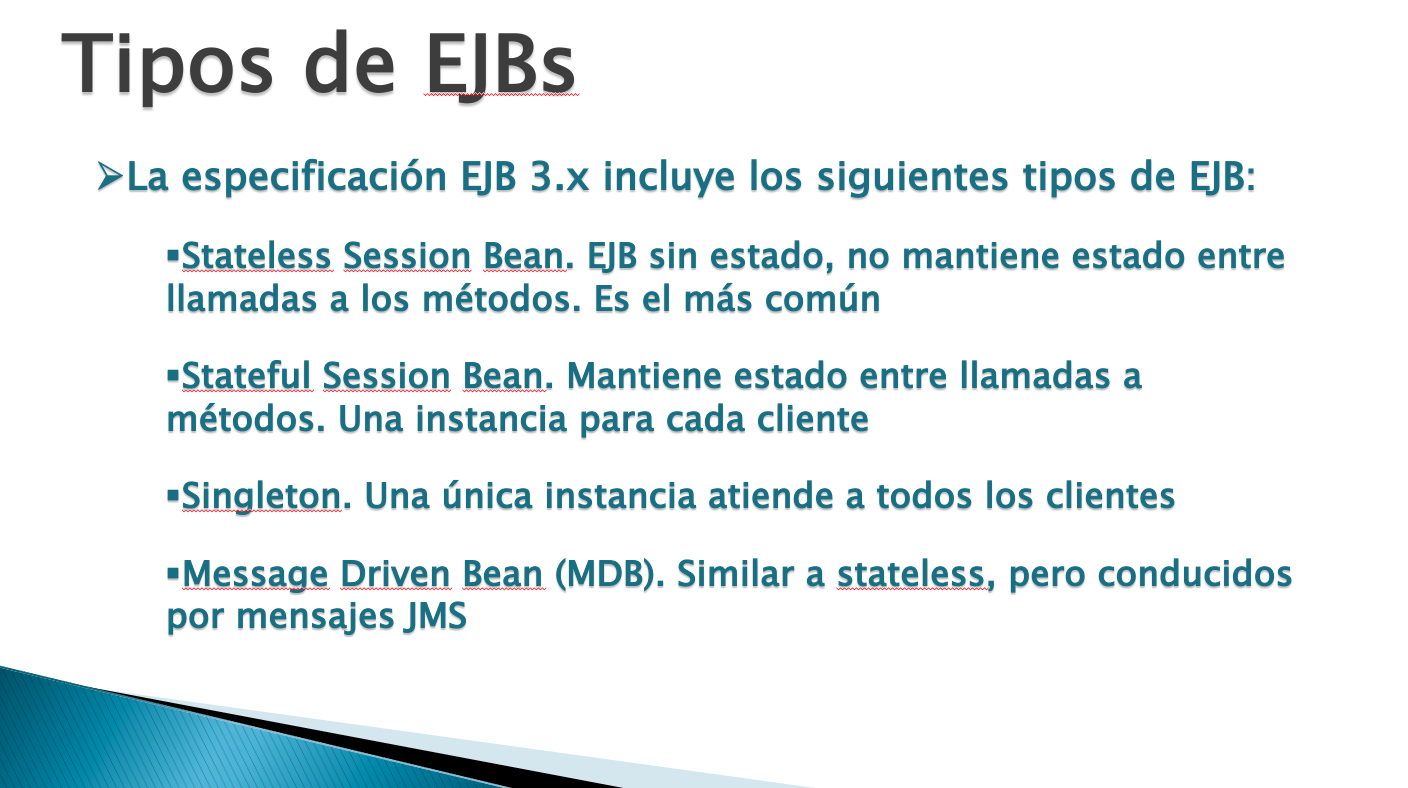 Tipos de EJBs
➢La especificación EJB 3.x incluye los siguientes tipos de EJB:
▪Stateless Session Bean. EJB sin estado, no mantiene estado entre
llamadas a los métodos. Es el más común
▪Stateful Session Bean. Mantiene estado entre llamadas a
métodos. Una instancia para cada cliente
▪Singleton. Una única instancia atiende a todos los clientes
▪Message Driven Bean (MDB). Similar a stateless, pero conducidos
por mensajes JMS